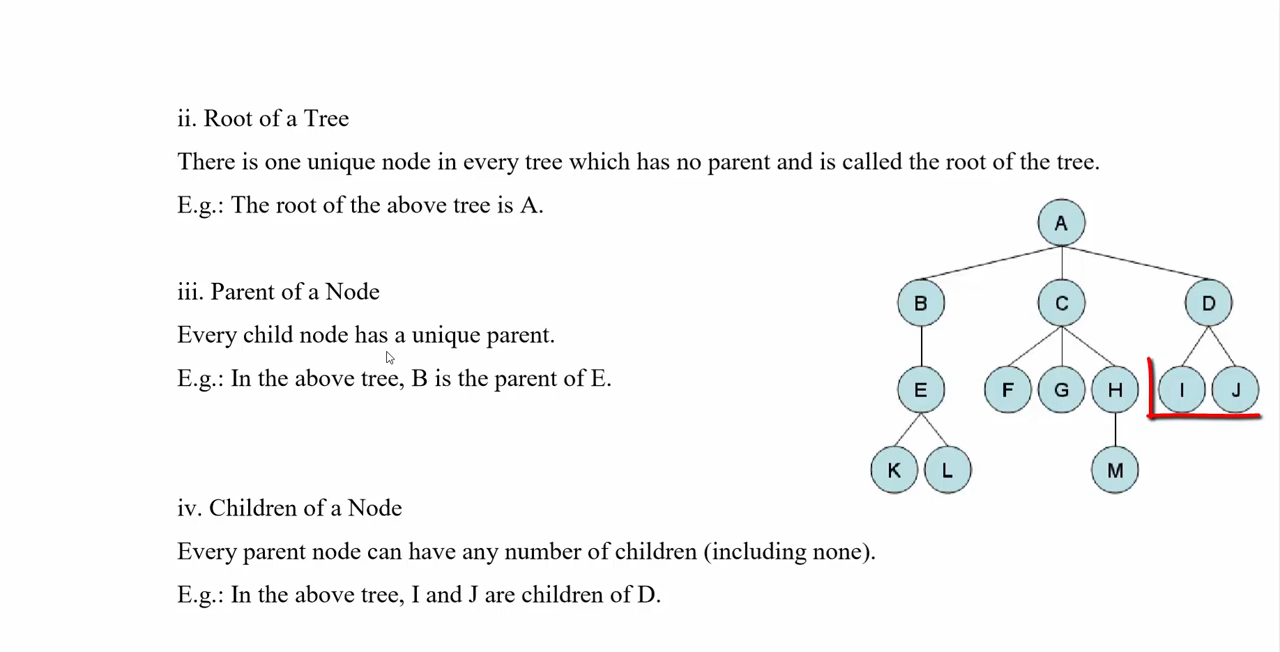 ii. Root of a Tree
There is one unique node in every tree which has no parent and is called the root of the tree.
E.g.: The root of the above tree is A.
iii. Parent of a Node
Every child node has a unique parent.
E.g.: In the above tree, B is the parent of E.
iv. Children of a Node
Every parent node can have any number of children (including none).
E.g.: In the above tree, I and J are children of D.
A
B C D
E F G H I J
K L M